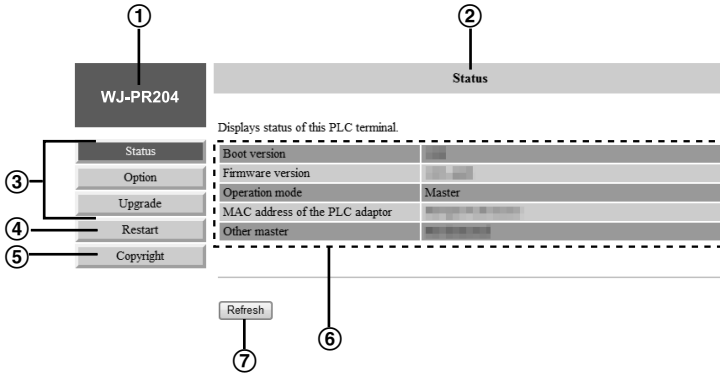 ① ②
WJ-PR204
Status
Displays status of this PLC terminal.
③
Status
Option
Upgrade
④ Restart
⑤ Copyright
Boot version
Firmware version
Operation mode Master
MAC address of the PLC adaptor
Other master
Refresh
⑥
⑦